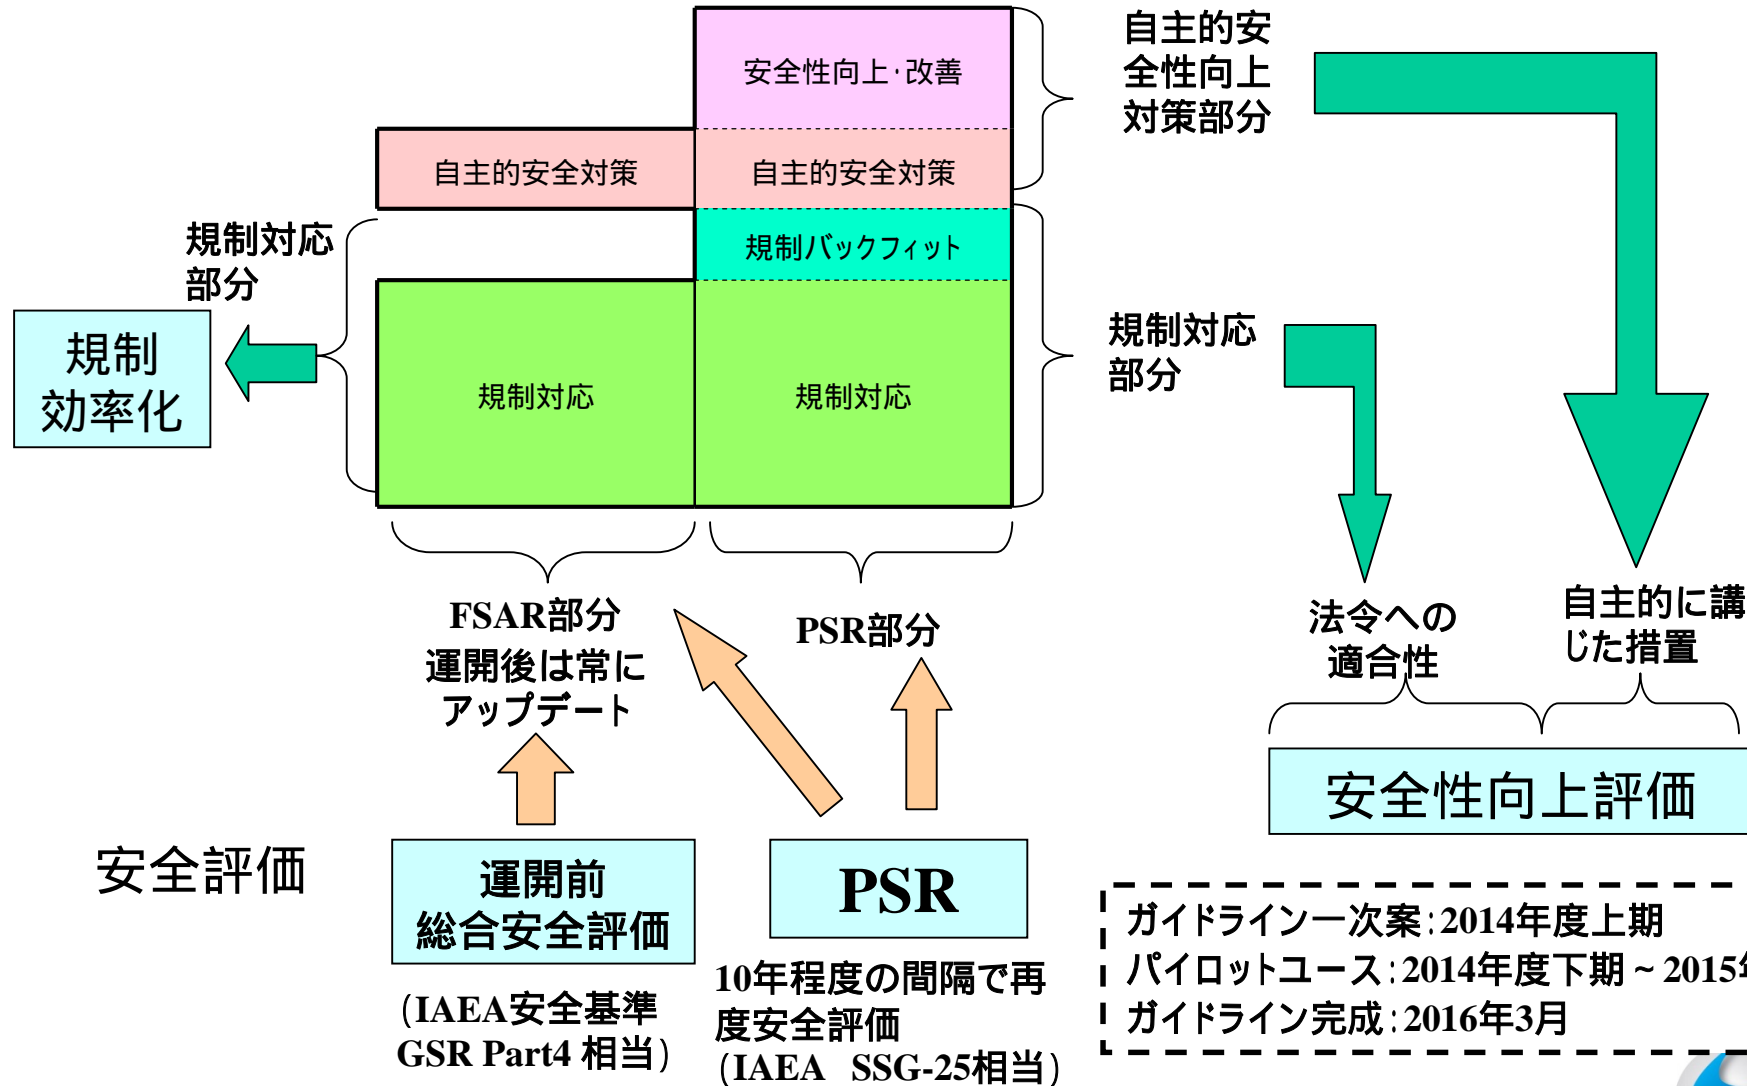 安全性向上・改善
自主的安全対策
自主的安全対策
規制バックフィット
規制対応
規制対応
自主的安
全性向上
対策部分
規制対応
部分
規制
効率化
規制対応
部分
FSAR部分
運開後は常に
アップデート
PSR部分
法令への
適合性
自主的に講
じた措置
安全性向上評価
安全評価
運開前
総合安全評価
(IAEA安全基準
GSR Part4 相当)
PSR
10年程度の間隔で再
度安全評価
(IAEA SSG-25相当)
ガイドライン一次案:2014年度上期
パイロットユース:2014年度下期~2015年
ガイドライン完成:2016年3月